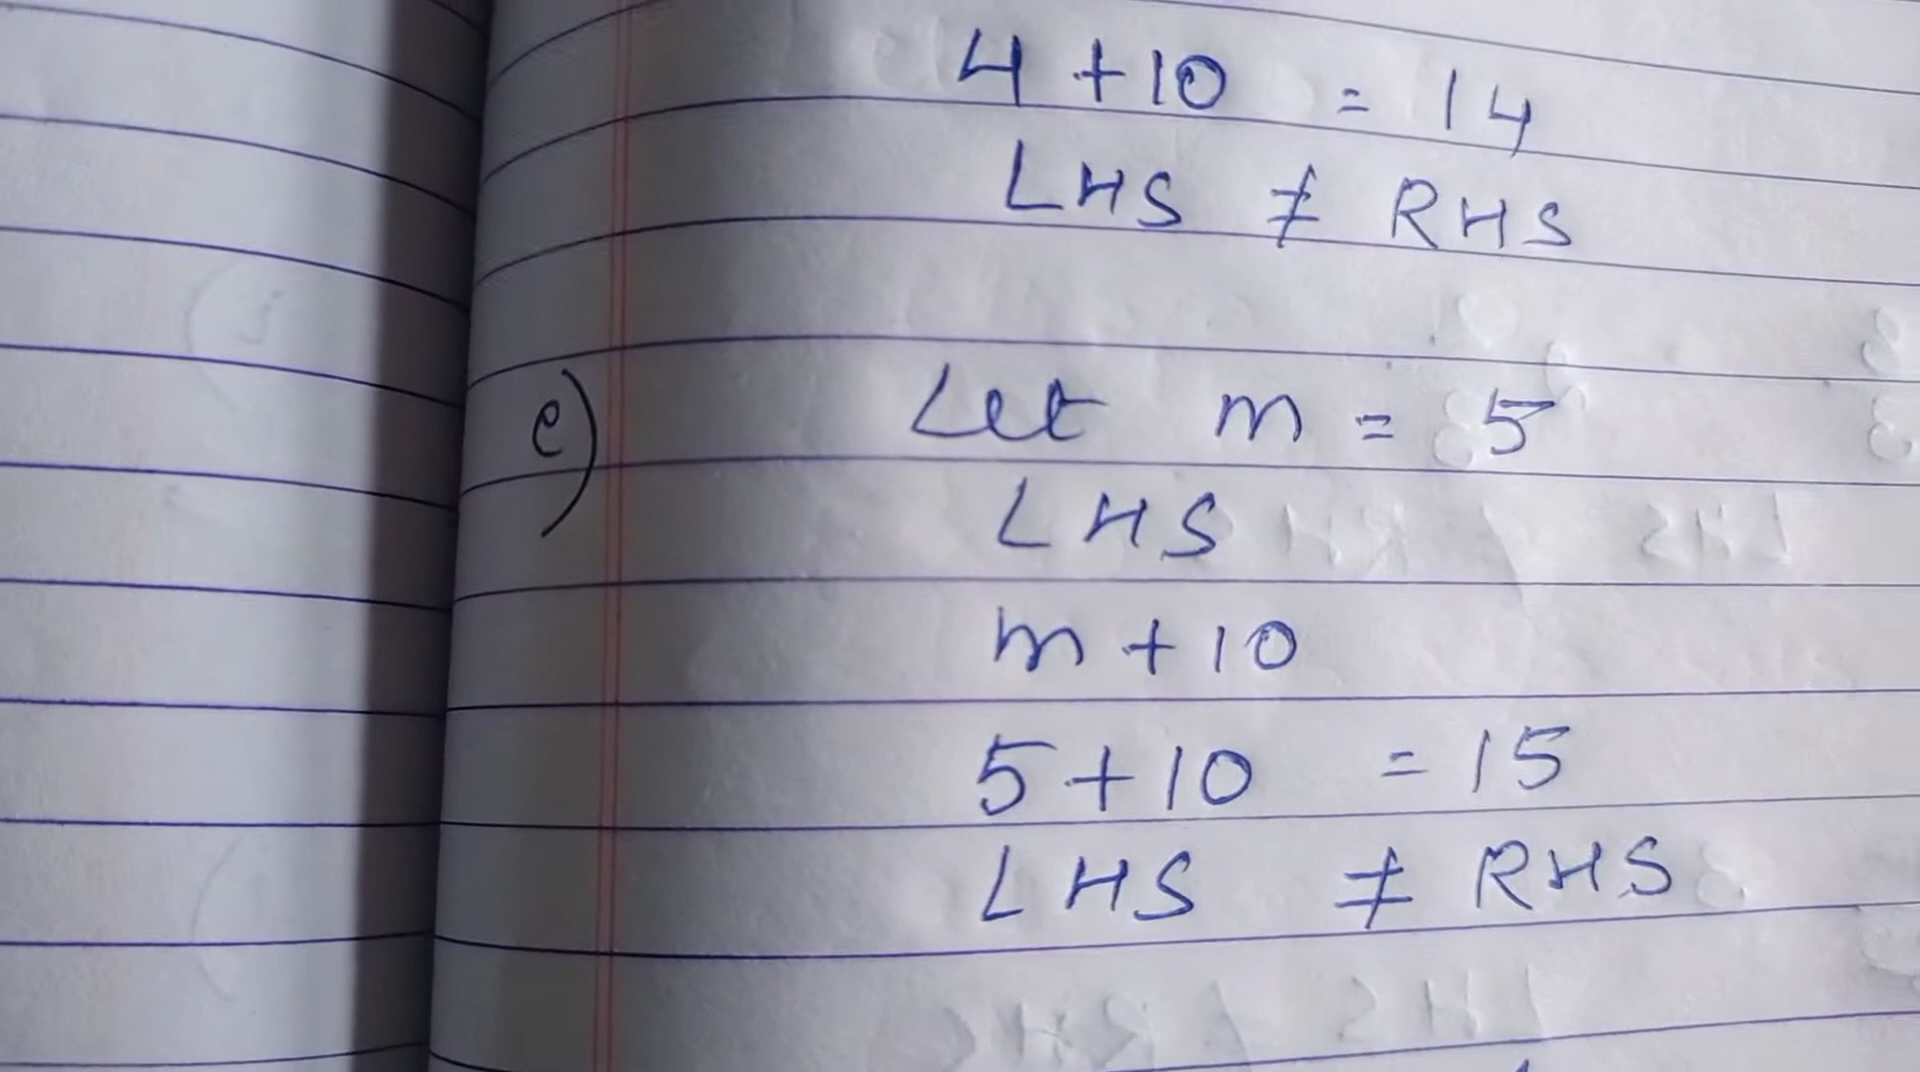 4 + 10 = 14
LHS ≠ RHS
e) Let m = 5
LHS
m + 10
5 + 10 = 15
LHS ≠ RHS